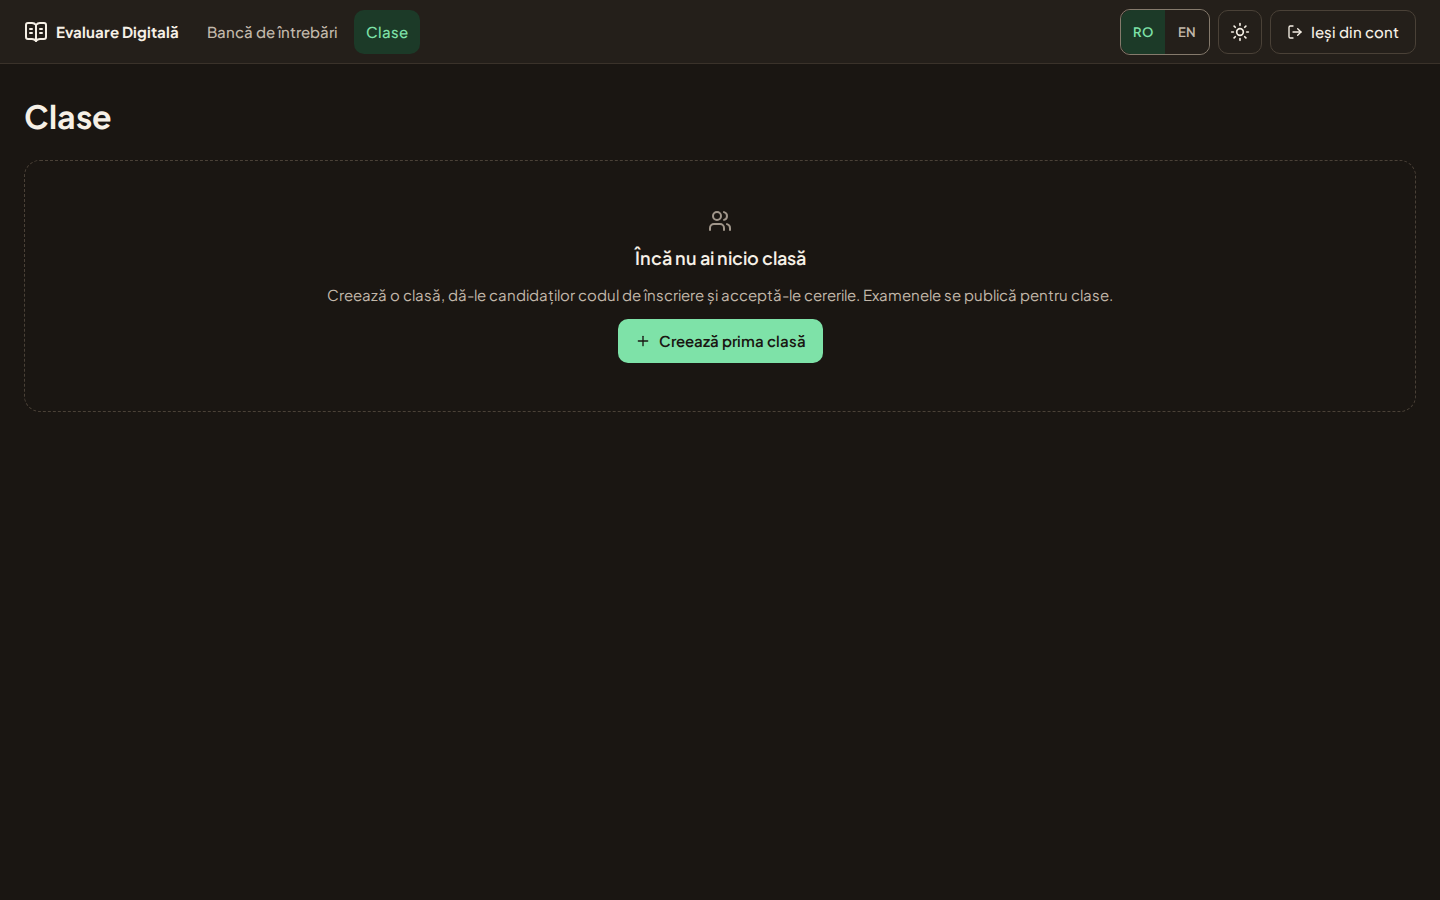 Evaluare Digitală
Bancă de întrebări
Clase
RO
EN
Ieși din cont
Clase
Încă nu ai nicio clasă
Creează o clasă, dă-le candidaților codul de înscriere și acceptă-le cererile. Examenele se publică pentru clase.
Creează prima clasă